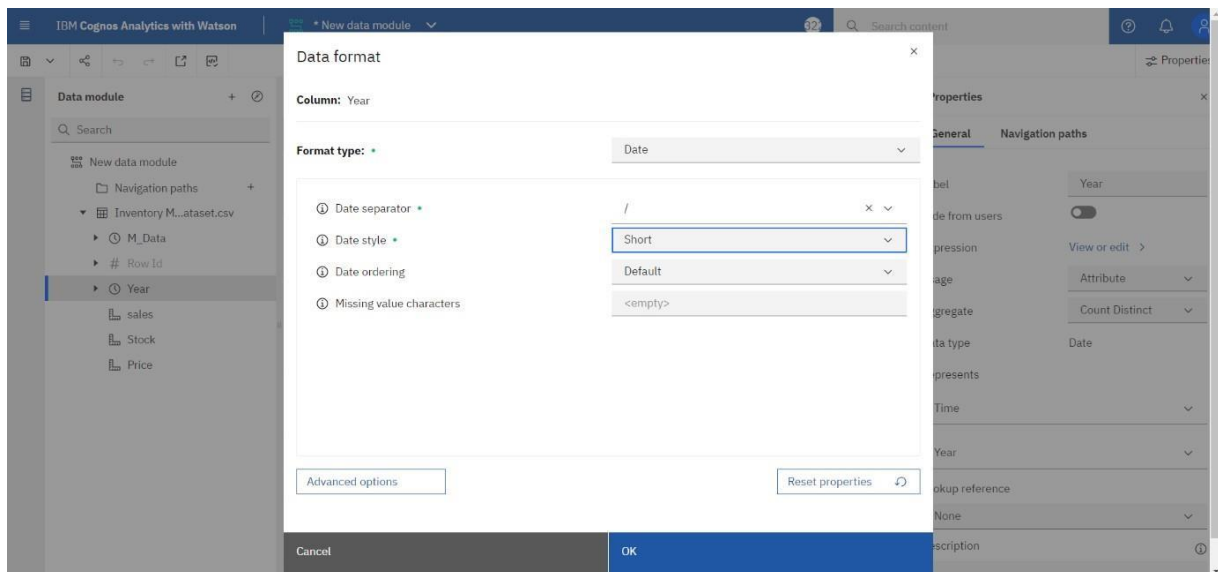 IBM Cognos Analytics with Watson
* New data module
32
Search content
Properties
Data module
Search
New data module
Navigation paths
Inventory M...ataset.csv
M_Data
# Row Id
Year
sales
Stock
Price
Data format
Column: Year
Format type:
Date
Date separator
/
Date style
Short
Date ordering
Default
Missing value characters
<empty>
Advanced options
Reset properties
Cancel
OK
roperties
General
Navigation paths
bel
Year
de from users
pression
View or edit >
age
Attribute
gregate
Count Distinct
ta type
Date
presents
Time
Year
okup reference
None
scription